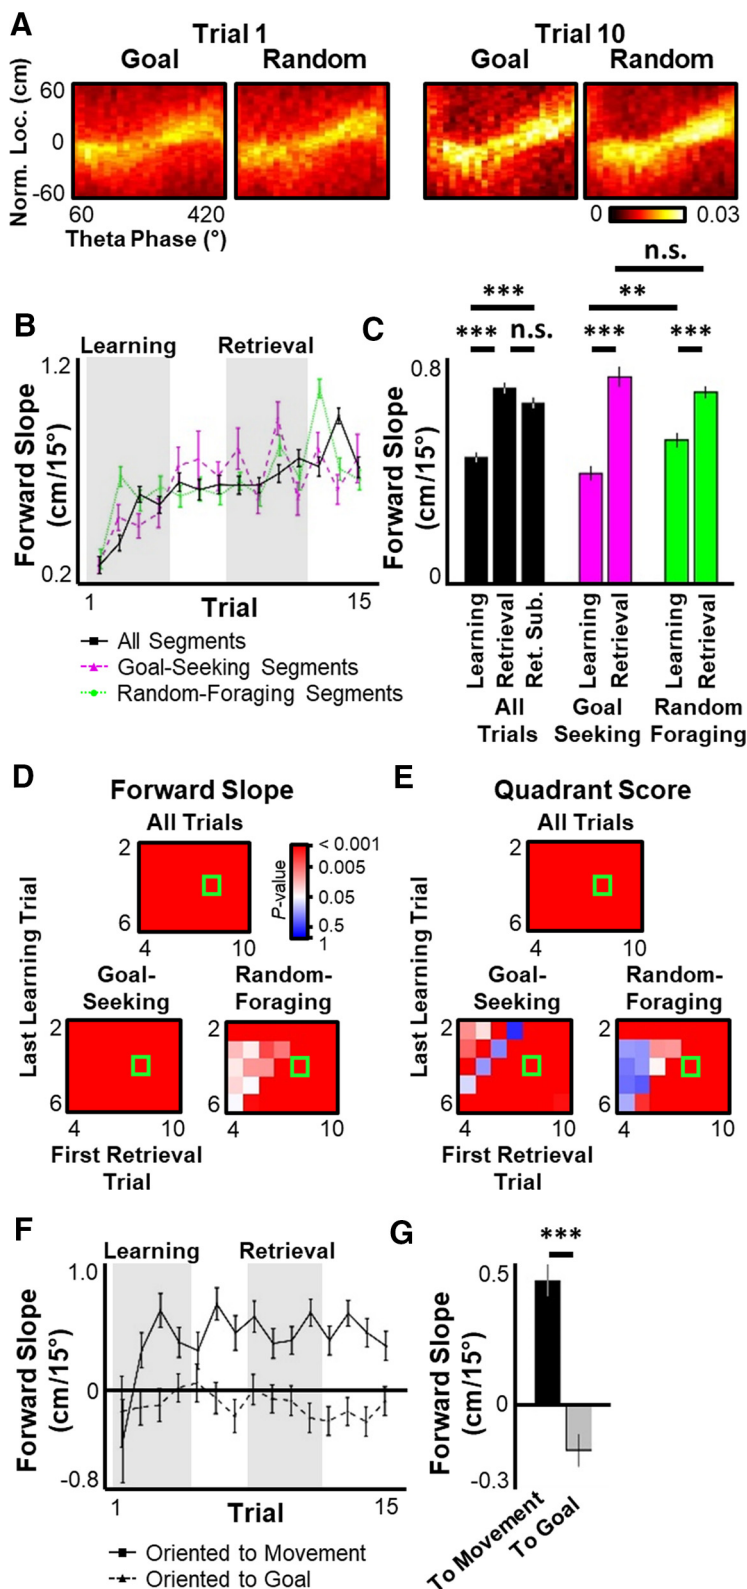 A
Trial 1
Trial 10
Goal
Random
Goal
Random
Norm. Loc. (cm)
60
0
-60
60
420
Theta Phase (°)
0
0.03
B
Learning
Retrieval
Forward Slope
(cm/15°)
1.2
0.2
1
Trial
15
All Segments
Goal-Seeking Segments
Random-Foraging Segments
C
n.s.
***
**
***
n.s.
***
***
Forward Slope
(cm/15°)
0.8
0
Learning
Retrieval
Ret. Sub.
Learning
Retrieval
Learning
Retrieval
All
Trials
Goal
Seeking
Random
Foraging
D
Forward Slope
All Trials
2
6
4
10
P-value
< 0.001
0.005
0.05
0.5
1
Last Learning Trial
Goal-
Seeking
Random-
Foraging
2
6
4
10
2
6
4
10
First Retrieval
Trial
E
Quadrant Score
All Trials
2
6
4
10
Last Learning Trial
Goal-
Seeking
Random-
Foraging
2
6
4
10
2
6
4
10
First Retrieval
Trial
F
Learning
Retrieval
Forward Slope
(cm/15°)
1.0
0
-0.8
1
Trial
15
Oriented to Movement
Oriented to Goal
G
***
Forward Slope
(cm/15°)
0.5
0
-0.3
To Movement
To Goal